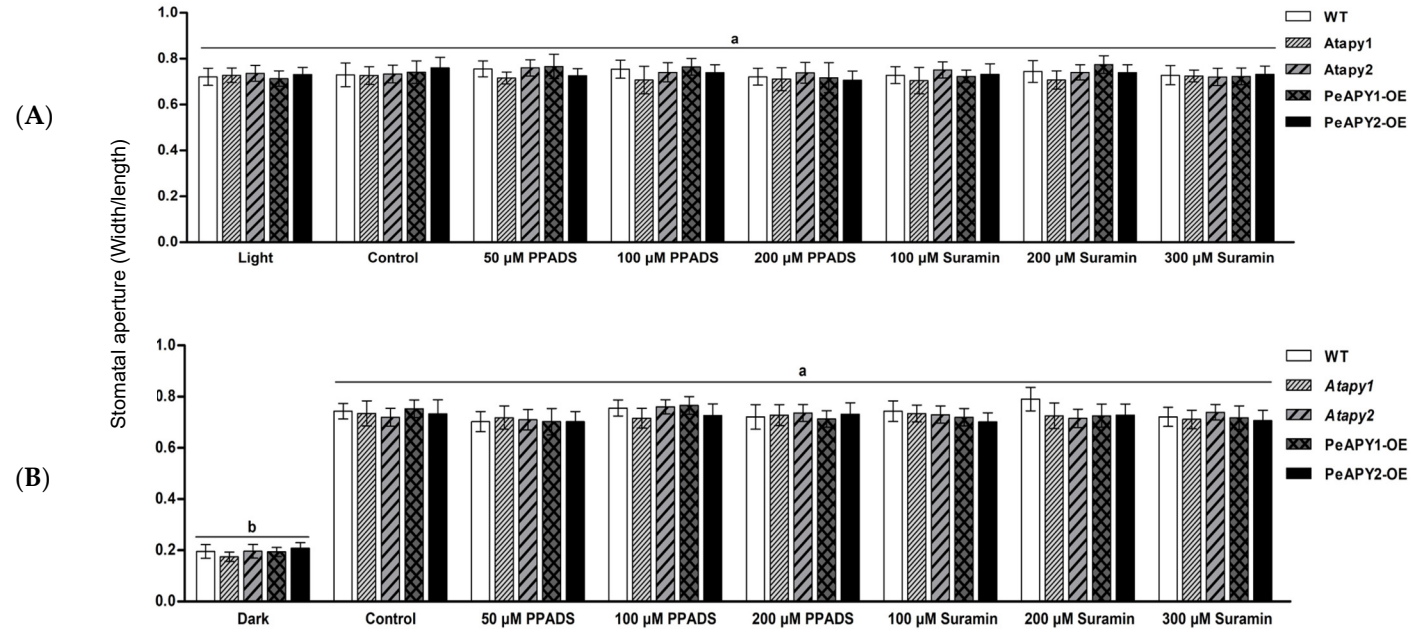 (A)
Stomatal aperture (Width/length)
1.0
0.8
0.6
0.4
0.2
0.0
a
WT
Atapy1
Atapy2
PeAPY1-OE
PeAPY2-OE
Light Control 50 µM PPADS 100 µM PPADS 200 µM PPADS 100 µM Suramin 200 µM Suramin 300 µM Suramin
(B)
1.0
0.8
0.6
0.4
0.2
0.0
b
a
WT
Atapy1
Atapy2
PeAPY1-OE
PeAPY2-OE
Dark Control 50 µM PPADS 100 µM PPADS 200 µM PPADS 100 µM Suramin 200 µM Suramin 300 µM Suramin